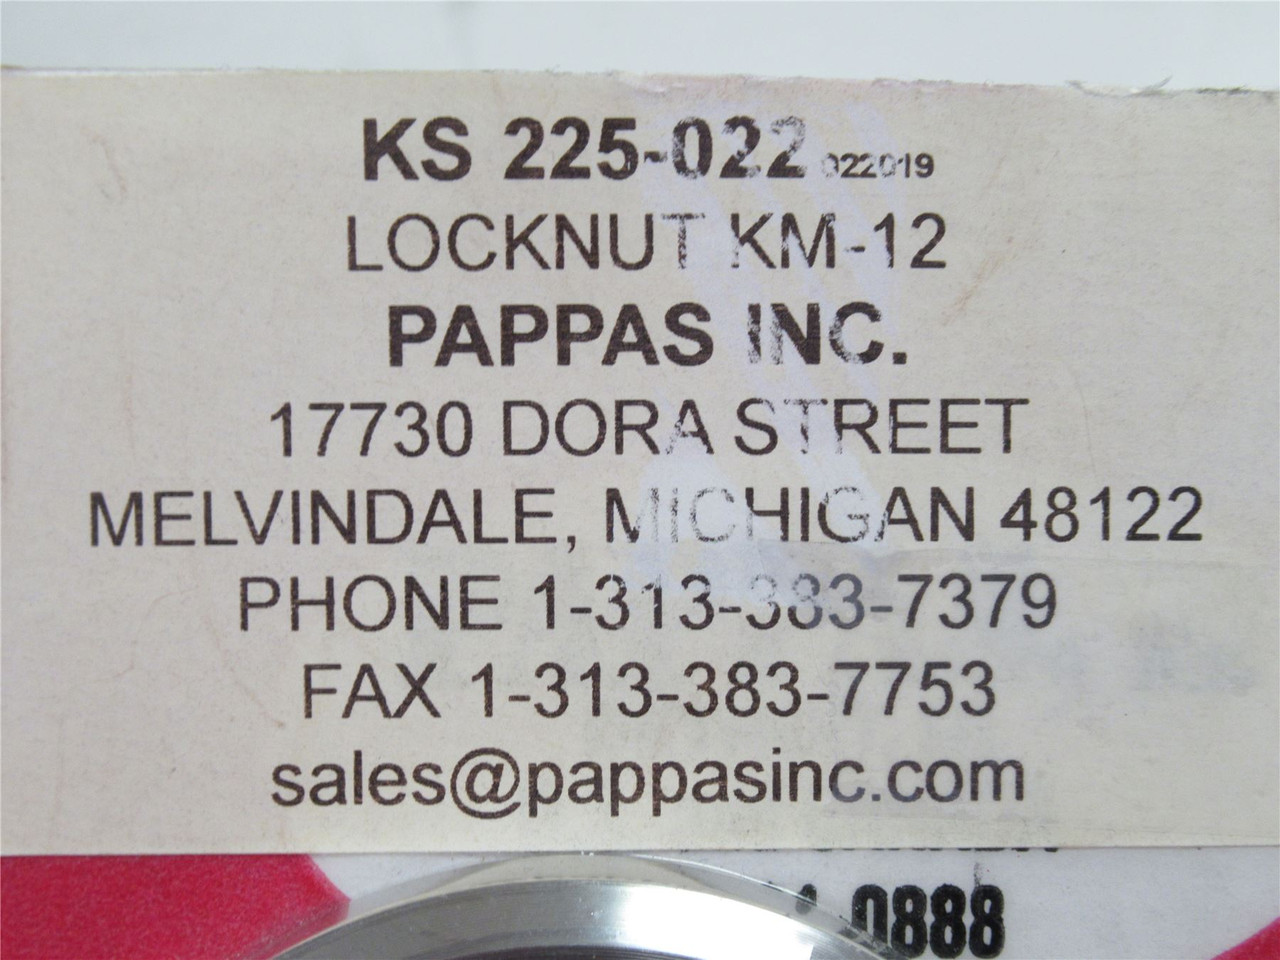 KS 225-022 022019
LOCKNUT KM-12
PAPPAS INC.
17730 DORA STREET
MELVINDALE, MICHIGAN 48122
PHONE 1-313-383-7379
FAX 1-313-383-7753
sales@pappasinc.com
0888